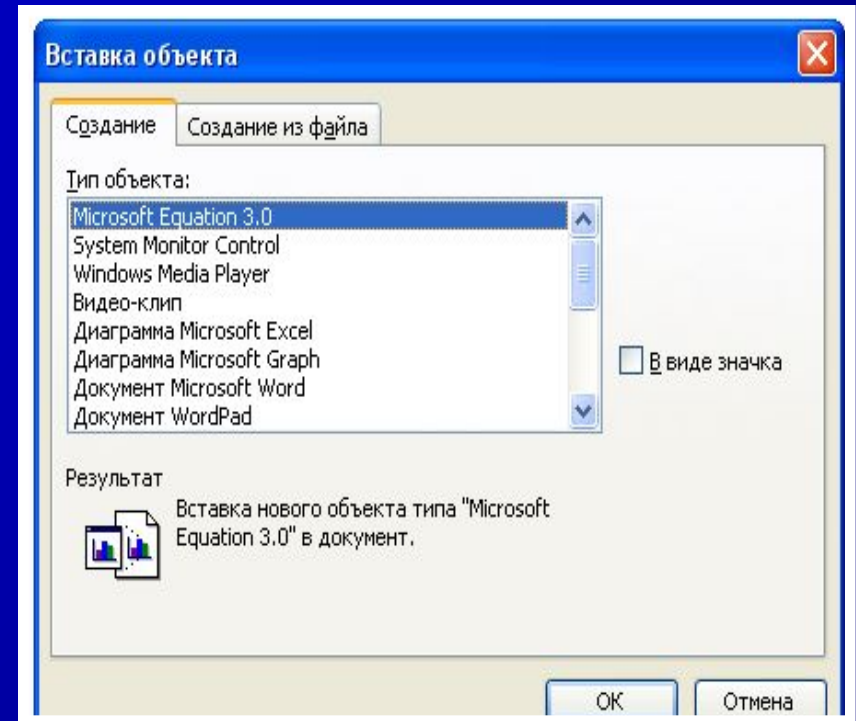 Вставка объекта
Создание
Создание из файла
Тип объекта:
Microsoft Equation 3.0
System Monitor Control
Windows Media Player
Видео-клип
Диаграмма Microsoft Excel
Диаграмма Microsoft Graph
Документ Microsoft Word
Документ WordPad
В виде значка
Результат
Вставка нового объекта типа "Microsoft
Equation 3.0" в документ.
ОК
Отмена